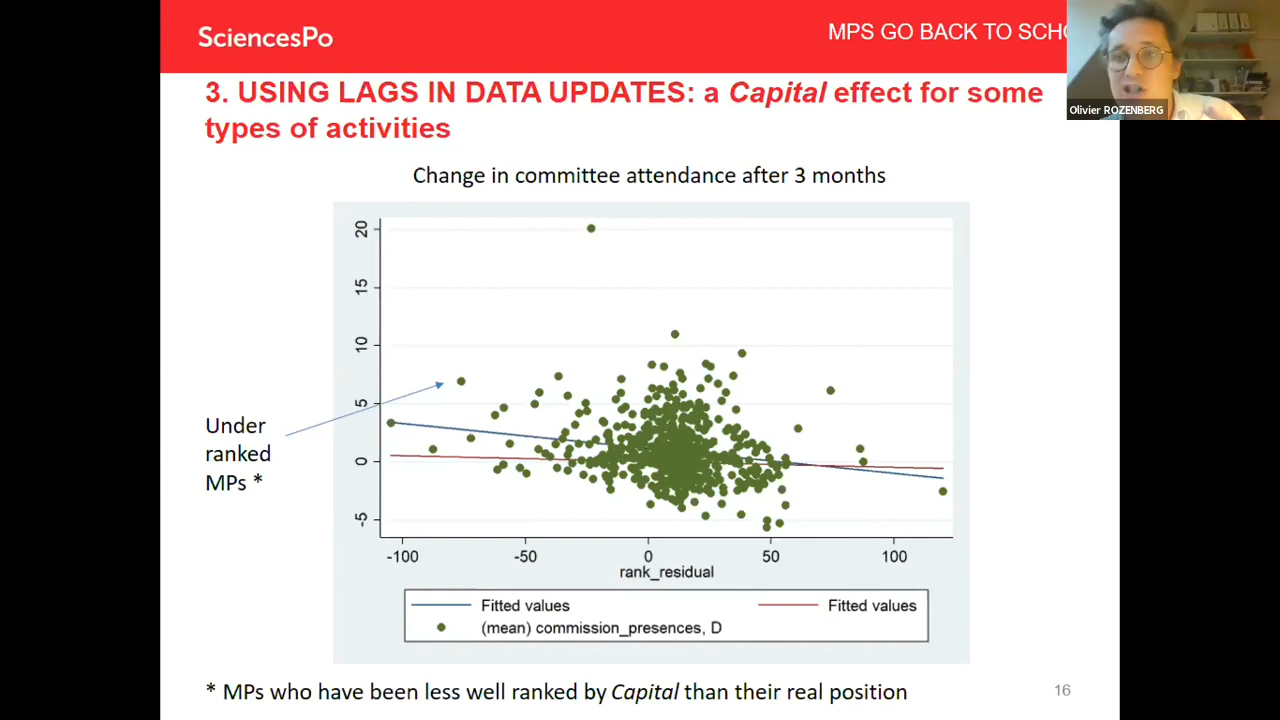 SciencesPo
MPS GO BACK TO
Olivier ROZENBERG
3. USING LAGS IN DATA UPDATES: a Capital effect for some
types of activities
Change in committee attendance after 3 months
20
15
10
5
0
-5
Under
ranked
MPs *
-100 -50 0 50 100
rank_residual
Fitted values Fitted values
(mean) commission_presences, D
* MPs who have been less well ranked by Capital than their real position
16